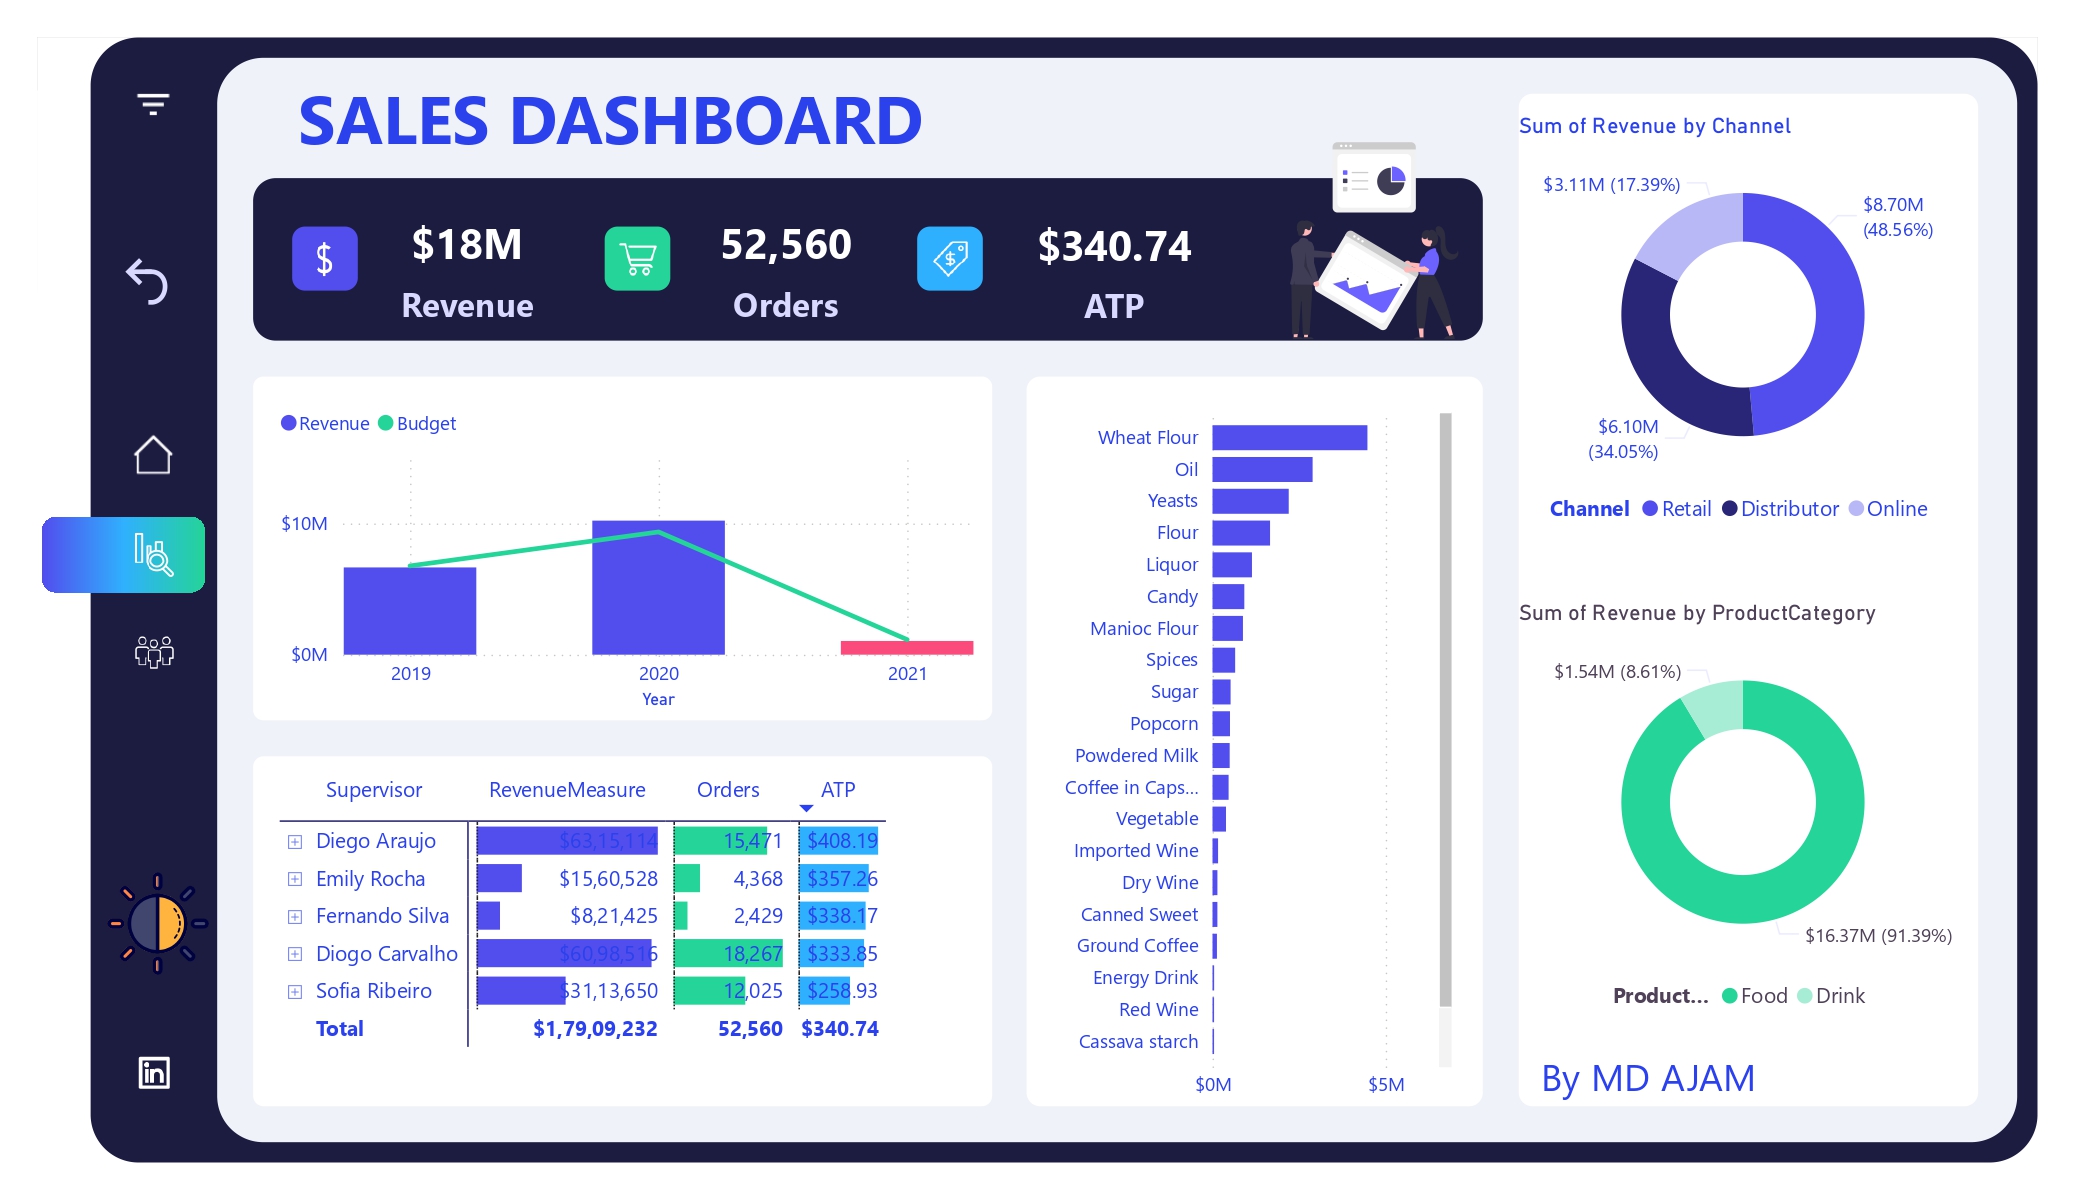 SALES DASHBOARD
$18M
Revenue
52,560
Orders
$340.74
ATP
Revenue Budget
$10M
$0M
2019 2020 2021
Year
Supervisor RevenueMeasure Orders ATP
Diego Araujo $63,15,114 15,471 $408.19
Emily Rocha $15,60,528 4,368 $357.26
Fernando Silva $8,21,425 2,429 $338.17
Diogo Carvalho $60,98,516 18,267 $333.85
Sofia Ribeiro $31,13,650 12,025 $258.93
Total $1,79,09,232 52,560 $340.74
Wheat Flour
Oil
Yeasts
Flour
Liquor
Candy
Manioc Flour
Spices
Sugar
Popcorn
Powdered Milk
Coffee in Caps...
Vegetable
Imported Wine
Dry Wine
Canned Sweet
Ground Coffee
Energy Drink
Red Wine
Cassava starch
$0M $5M
Sum of Revenue by Channel
$3.11M (17.39%)
$8.70M
(48.56%)
$6.10M
(34.05%)
Channel Retail Distributor Online
Sum of Revenue by ProductCategory
$1.54M (8.61%)
$16.37M (91.39%)
Product... Food Drink
By MD AJAM
in